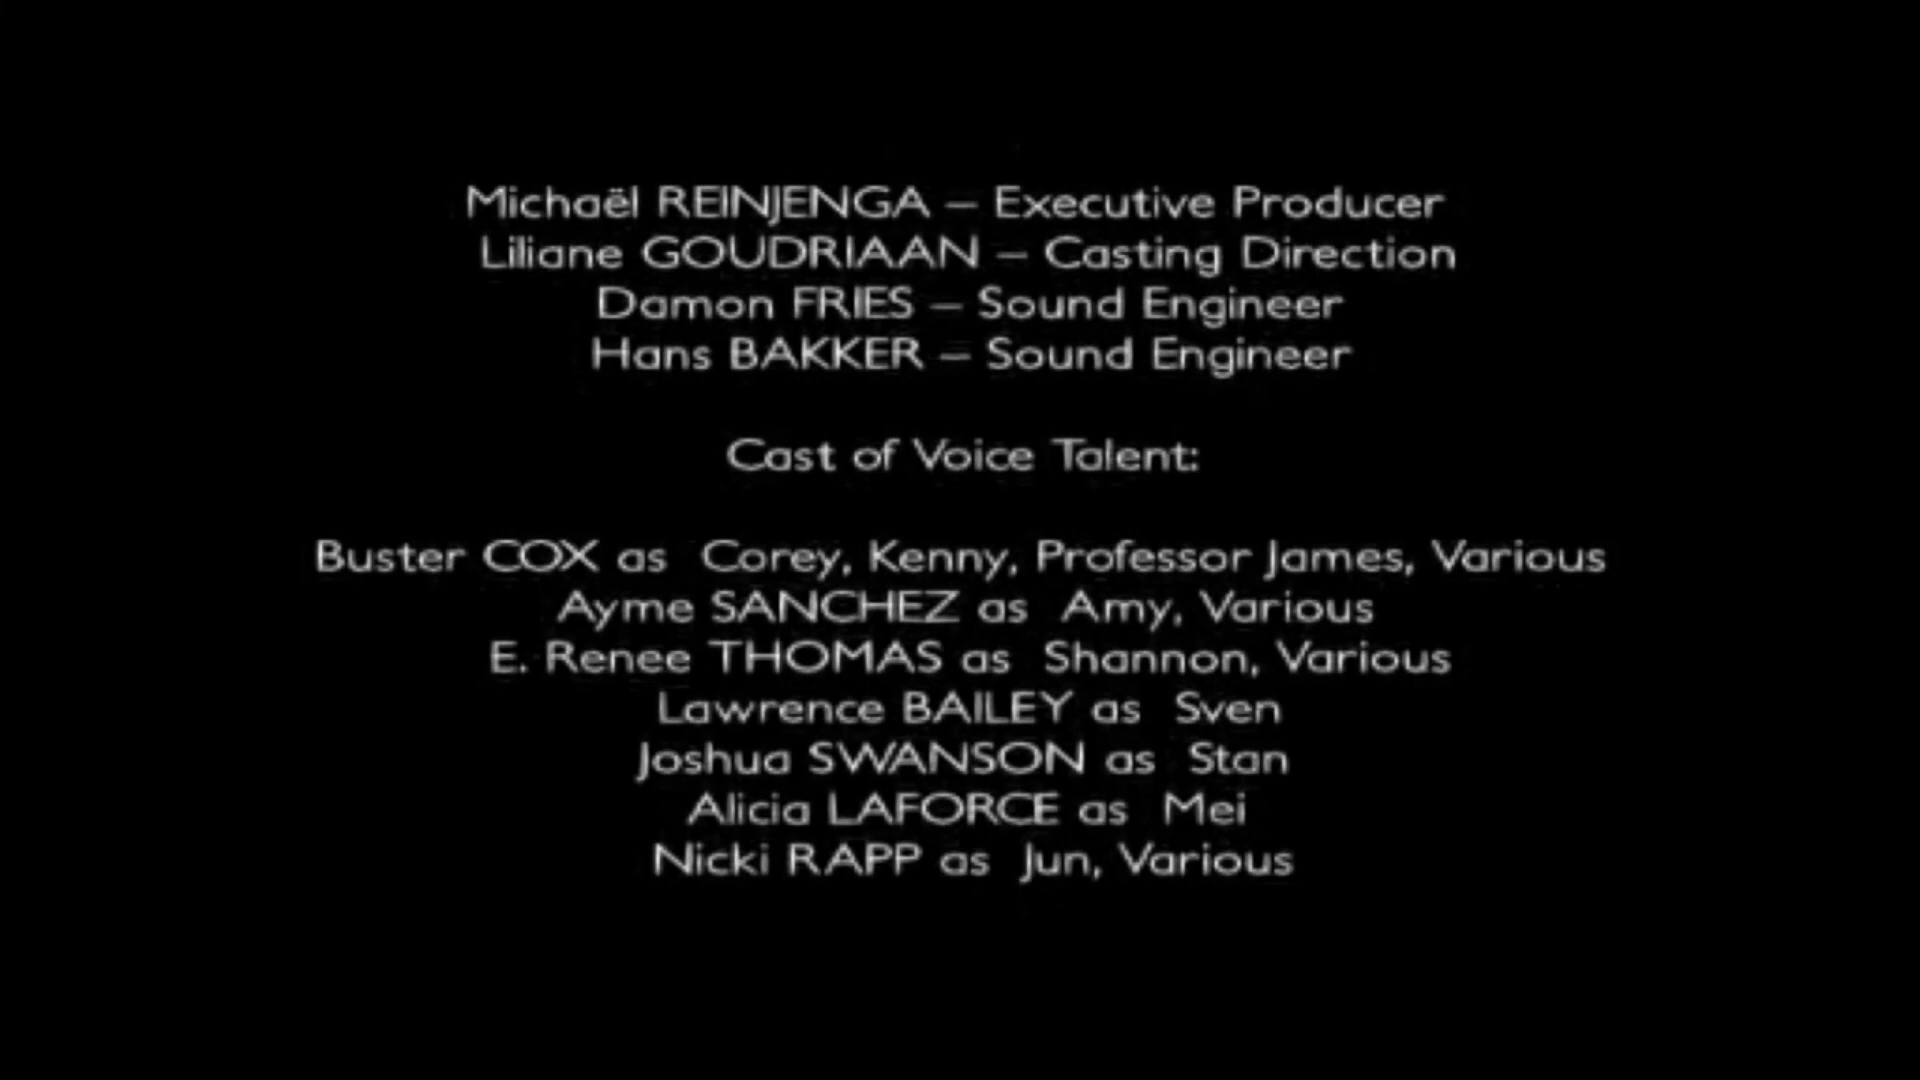 Michaël REINJENGA – Executive Producer
Liliane GOUDRIAAN – Casting Direction
Damon FRIES – Sound Engineer
Hans BAKKER – Sound Engineer
Cast of Voice Talent:
Buster COX as Corey, Kenny, Professor James, Various
Ayme SANCHEZ as Amy, Various
E. Renee THOMAS as Shannon, Various
Lawrence BAILEY as Sven
Joshua SWANSON as Stan
Alicia LAFORCE as Mei
Nicki RAPP as Jun, Various